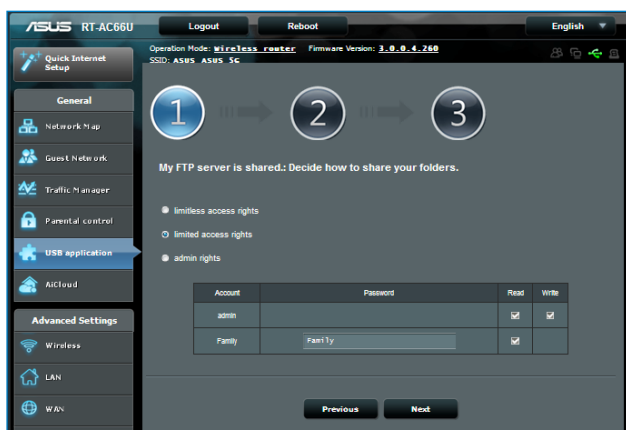 ASUS RT-AC66U Logout Reboot English
Quick Internet Setup
Operation Mode: Wireless router Firmware Version: 3.0.0.4.260
SSID: ASUS ASUS_5G
General
Network Map
Guest Network
Traffic Manager
Parental control
USB application
AiCloud
Advanced Settings
Wireless
LAN
WAN
1 2 3
My FTP server is shared.: Decide how to share your folders.
limitless access rights
limited access rights
admin rights
Account Password Read Write
admin
Family Family
Previous Next